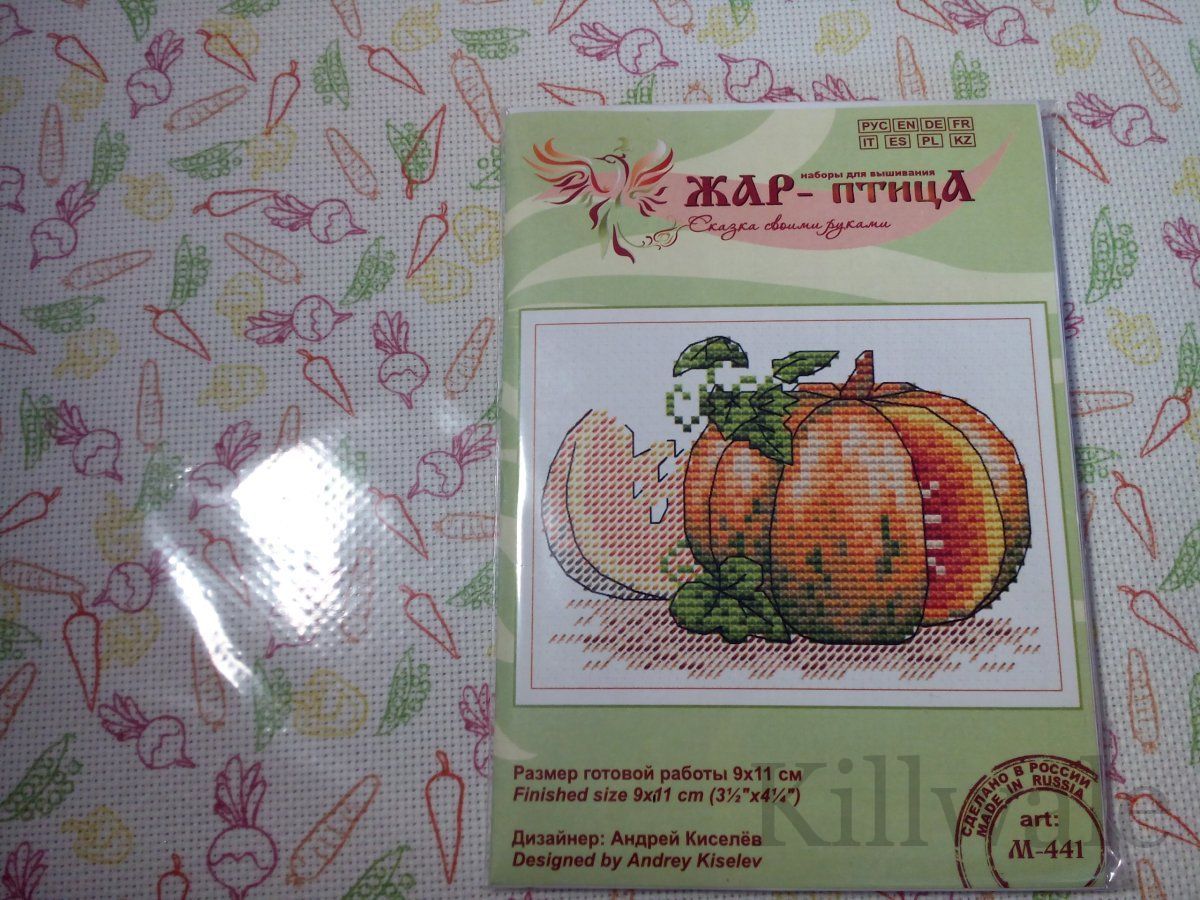 РУС EN DE FR
IT ES PL KZ
наборы для вышивания
ЖАР-ПТИЦА
Сказка своими руками
Размер готовой работы 9х11 см
Finished size 9x11 cm (3½"x4¼")
Дизайнер: Андрей Киселёв
Designed by Andrey Kiselev
СДЕЛАНО В РОССИИ
MADE IN RUSSIA
art:
М-441